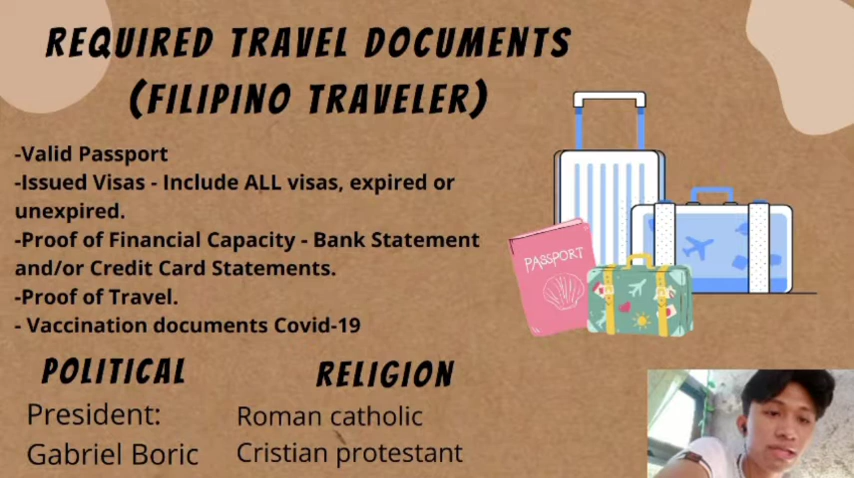 REQUIRED TRAVEL DOCUMENTS
(FILIPINO TRAVELER)
-Valid Passport
-Issued Visas - Include ALL visas, expired or
unexpired.
-Proof of Financial Capacity - Bank Statement
and/or Credit Card Statements.
-Proof of Travel.
- Vaccination documents Covid-19
PASSPORT
POLITICAL
RELIGION
President:
Roman catholic
Gabriel Boric
Cristian protestant